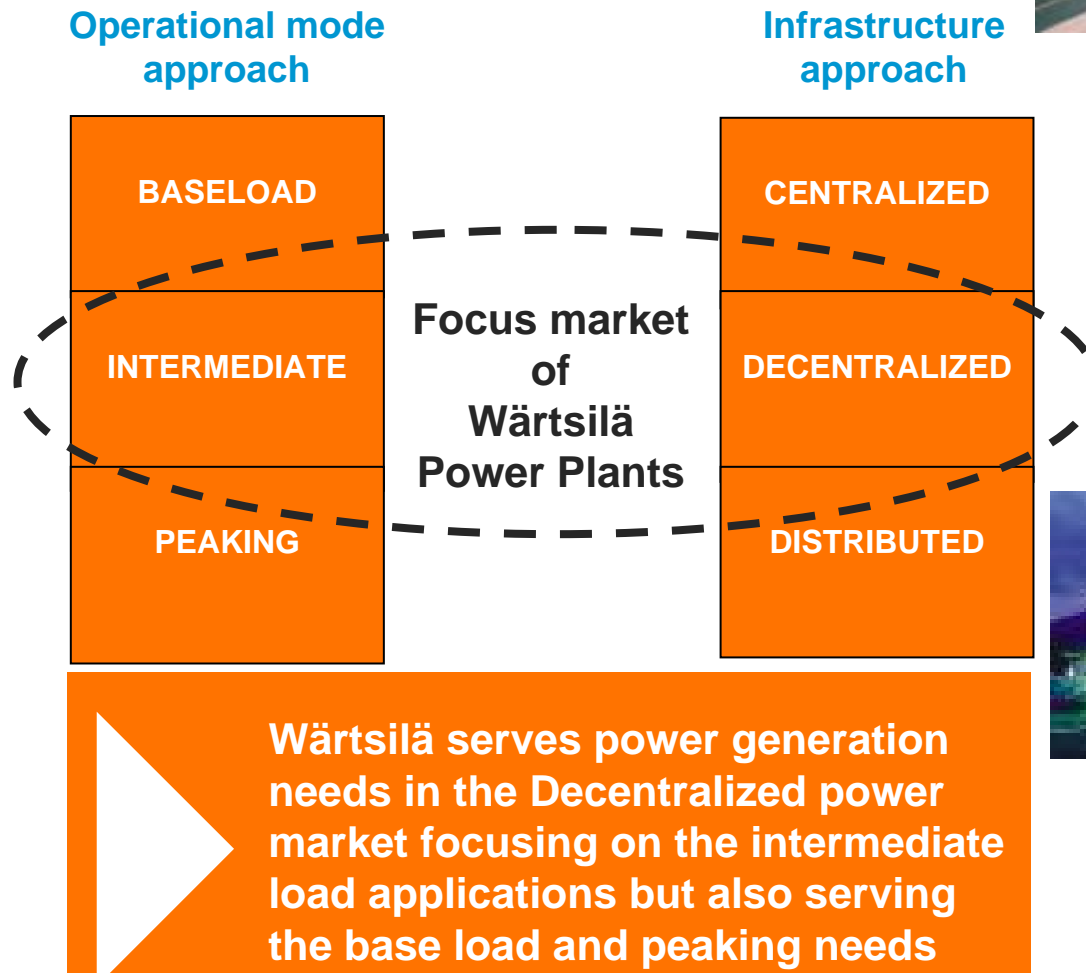 Operational mode
approach
Infrastructure
approach
BASELOAD
CENTRALIZED
Focus market
of
Wärtsilä
Power Plants
INTERMEDIATE
DECENTRALIZED
PEAKING
DISTRIBUTED
Wärtsilä serves power generation
needs in the Decentralized power
market focusing on the intermediate
load applications but also serving
the base load and peaking needs